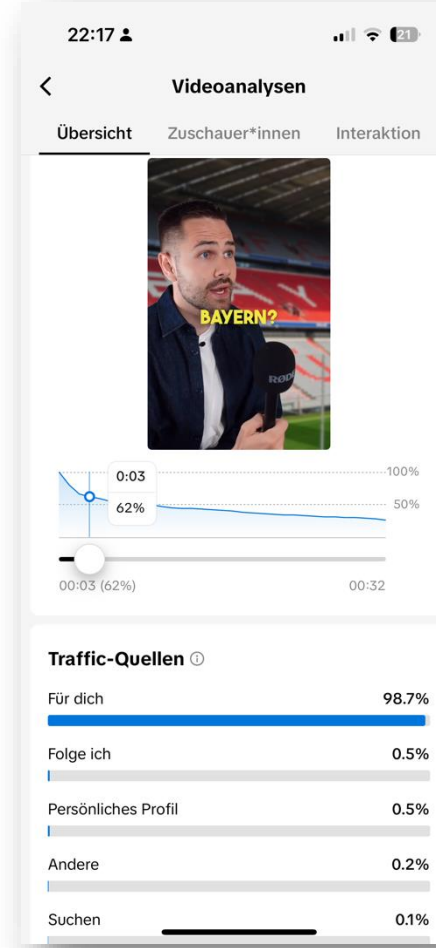 22:17
21
Videoanalysen
Übersicht Zuschauer*innen Interaktion
BAYERN?
RØDE
0:03
62%
100%
50%
00:03 (62%) 00:32
Traffic-Quellen
Für dich 98.7%
Folge ich 0.5%
Persönliches Profil 0.5%
Andere 0.2%
Suchen 0.1%